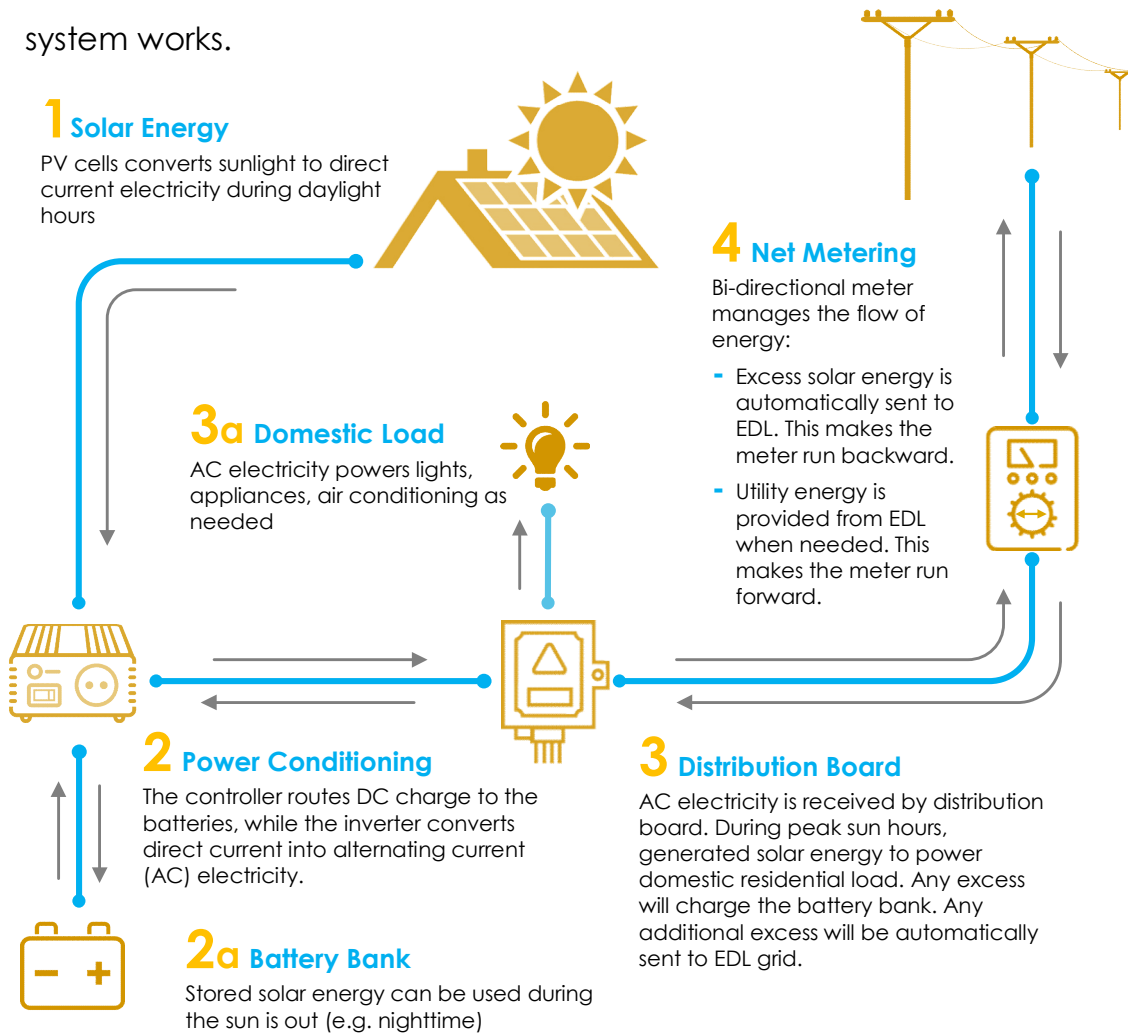 system works.
1 Solar Energy
PV cells converts sunlight to direct
current electricity during daylight
hours
4 Net Metering
Bi-directional meter
manages the flow of
energy:
- Excess solar energy is
automatically sent to
EDL. This makes the
meter run backward.
- Utility energy is
provided from EDL
when needed. This
makes the meter run
forward.
3a Domestic Load
AC electricity powers lights,
appliances, air conditioning as
needed
2 Power Conditioning
The controller routes DC charge to the
batteries, while the inverter converts
direct current into alternating current
(AC) electricity.
3 Distribution Board
AC electricity is received by distribution
board. During peak sun hours,
generated solar energy to power
domestic residential load. Any excess
will charge the battery bank. Any
additional excess will be automatically
sent to EDL grid.
2a Battery Bank
Stored solar energy can be used during
the sun is out (e.g. nighttime)